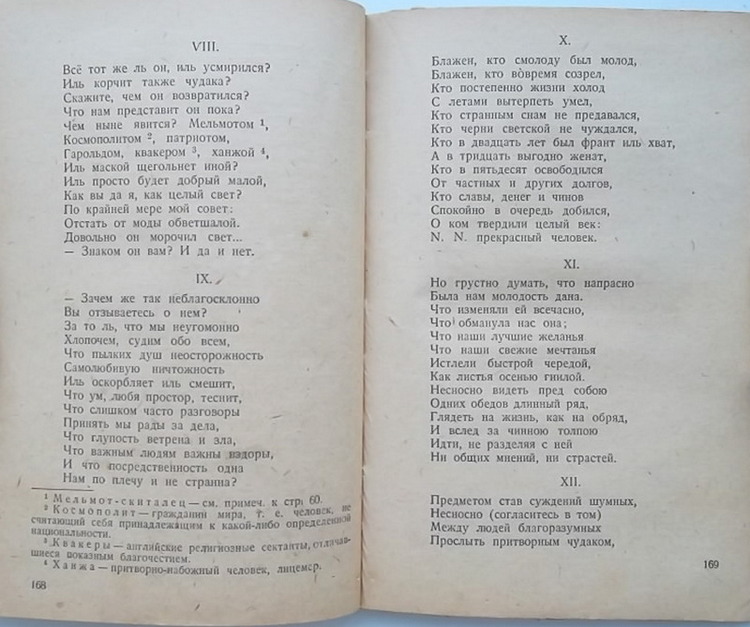 VIII.
Всё тот же ль он, иль усмирился?
Иль корчит также чудака?
Скажите, чем он возвратился?
Что нам представит он пока?
Чем ныне явится? Мельмотом ¹,
Космополитом ², патриотом,
Гарольдом, квакером ³, ханжой ⁴,
Иль маской щегольнет иной?
Иль просто будет добрый малой,
Как вы да я, как целый свет?
По крайней мере мой совет:
Отстать от моды обветшалой.
Довольно он морочил свет...
— Знаком он вам? И да и нет.
IX.
— Зачем же так неблагосклонно
Вы отзываетесь о нем?
За то ль, что мы неугомонно
Хлопочем, судим обо всем,
Что пылких душ неосторожность
Самолюбивую ничтожность
Иль оскорбляет иль смешит,
Что ум, любя простор, теснит,
Что слишком часто разговоры
Принять мы рады за дела,
Что глупость ветрена и зла,
Что важным людям важны вздоры,
И что посредственность одна
Нам по плечу и не странна?
¹ Мельмот-скиталец — см. примеч. к стр. 60.
² Космополит — гражданин мира, т. е. человек, не
считающий себя принадлежащим к какой-либо определенной
национальности.
³ Квакеры — английские религиозные сектанты, отличав-
шиеся показным благочестием.
⁴ Ханжа — притворно-набожный человек, лицемер.
168
X.
Блажен, кто смолоду был молод,
Блажен, кто во̀время созрел,
Кто постепенно жизни холод
С летами вытерпеть умел,
Кто странным снам не предавался,
Кто черни светской не чуждался,
Кто в двадцать лет был франт иль хват,
А в тридцать выгодно женат,
Кто в пятьдесят освободился
От частных и других долгов,
Кто славы, денег и чинов
Спокойно в очередь добился,
О ком твердили целый век:
N. N. прекрасный человек.
XI.
Но грустно думать, что напрасно
Была нам молодость дана.
Что изменяли ей всечасно,
Что обманула нас она;
Что наши лучшие желанья
Что наши свежие мечтанья
Истлели быстрой чередой,
Как листья осенью гнилой.
Несносно видеть пред собою
Одних обедов длинный ряд,
Глядеть на жизнь, как на обряд,
И вслед за чинною толпою
Идти, не разделяя с ней
Ни общих мнений, ни страстей.
XII.
Предметом став суждений шумных,
Несносно (согласитесь в том)
Между людей благоразумных
Прослыть притворным чудаком,
169